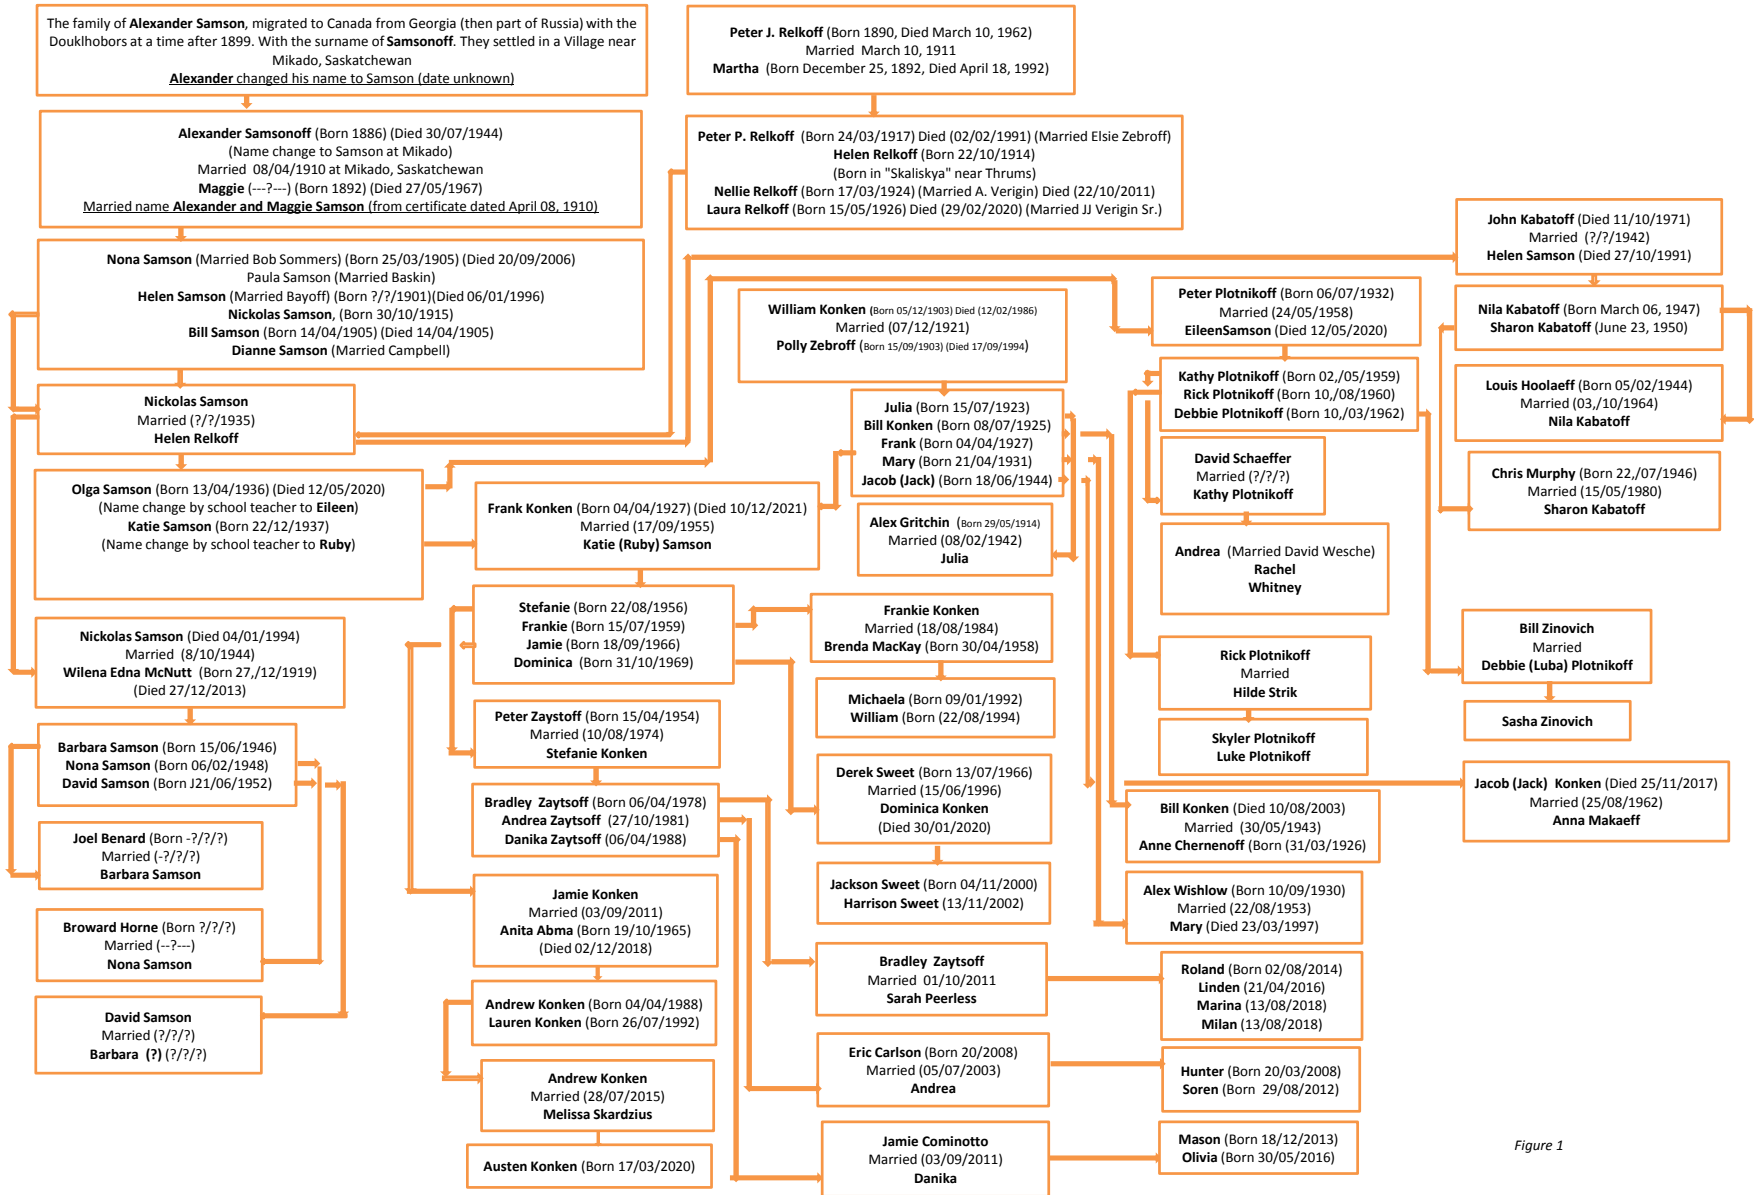 The family of Alexander Samson, migrated to Canada from Georgia (then part of Russia) with the
Douklhobors at a time after 1899. With the surname of Samsonoff. They settled in a Village near
Mikado, Saskatchewan
Alexander changed his name to Samson (date unknown)
Peter J. Relkoff (Born 1890, Died March 10, 1962)
Married March 10, 1911
Martha (Born December 25, 1892, Died April 18, 1992)
Alexander Samsonoff (Born 1886) (Died 30/07/1944)
(Name change to Samson at Mikado)
Married 08/04/1910 at Mikado, Saskatchewan
Maggie (---?---) (Born 1892) (Died 27/05/1967)
Married name Alexander and Maggie Samson (from certificate dated April 08, 1910)
Peter P. Relkoff (Born 24/03/1917) Died (02/02/1991) (Married Elsie Zebroff)
Helen Relkoff (Born 22/10/1914)
(Born in "Skaliskya" near Thrums)
Nellie Relkoff (Born 17/03/1924) (Married A. Verigin) Died (22/10/2011)
Laura Relkoff (Born 15/05/1926) Died (29/02/2020) (Married JJ Verigin Sr.)
John Kabatoff (Died 11/10/1971)
Married (?/?/1942)
Helen Samson (Died 27/10/1991)
Nona Samson (Married Bob Sommers) (Born 25/03/1905) (Died 20/09/2006)
Paula Samson (Married Baskin)
Helen Samson (Married Bayoff) (Born ?/?/1901)(Died 06/01/1996)
Nickolas Samson, (Born 30/10/1915)
Bill Samson (Born 14/04/1905) (Died 14/04/1905)
Dianne Samson (Married Campbell)
William Konken (Born 05/12/1903) Died (12/02/1986)
Married (07/12/1921)
Polly Zebroff (Born 15/09/1903) (Died 17/09/1994)
Peter Plotnikoff (Born 06/07/1932)
Married (24/05/1958)
EileenSamson (Died 12/05/2020)
Nila Kabatoff (Born March 06, 1947)
Sharon Kabatoff (June 23, 1950)
Nickolas Samson
Married (?/?/1935)
Helen Relkoff
Julia (Born 15/07/1923)
Bill Konken (Born 08/07/1925)
Frank (Born 04/04/1927)
Mary (Born 21/04/1931)
Jacob (Jack) (Born 18/06/1944)
Kathy Plotnikoff (Born 02,/05/1959)
Rick Plotnikoff (Born 10,/08/1960)
Debbie Plotnikoff (Born 10,/03/1962)
Louis Hoolaeff (Born 05/02/1944)
Married (03,/10/1964)
Nila Kabatoff
Olga Samson (Born 13/04/1936) (Died 12/05/2020)
(Name change by school teacher to Eileen)
Katie Samson (Born 22/12/1937)
(Name change by school teacher to Ruby)
Frank Konken (Born 04/04/1927) (Died 10/12/2021)
Married (17/09/1955)
Katie (Ruby) Samson
Alex Gritchin (Born 29/05/1914)
Married (08/02/1942)
Julia
David Schaeffer
Married (?/?/?)
Kathy Plotnikoff
Chris Murphy (Born 22,/07/1946)
Married (15/05/1980)
Sharon Kabatoff
Andrea (Married David Wesche)
Rachel
Whitney
Nickolas Samson (Died 04/01/1994)
Married (8/10/1944)
Wilena Edna McNutt (Born 27,/12/1919)
(Died 27/12/2013)
Stefanie (Born 22/08/1956)
Frankie (Born 15/07/1959)
Jamie (Born 18/09/1966)
Dominica (Born 31/10/1969)
Frankie Konken
Married (18/08/1984)
Brenda MacKay (Born 30/04/1958)
Rick Plotnikoff
Married
Hilde Strik
Bill Zinovich
Married
Debbie (Luba) Plotnikoff
Michaela (Born 09/01/1992)
William (Born (22/08/1994)
Sasha Zinovich
Barbara Samson (Born 15/06/1946)
Nona Samson (Born 06/02/1948)
David Samson (Born J21/06/1952)
Peter Zaystoff (Born 15/04/1954)
Married (10/08/1974)
Stefanie Konken
Skyler Plotnikoff
Luke Plotnikoff
Derek Sweet (Born 13/07/1966)
Married (15/06/1996)
Dominica Konken
(Died 30/01/2020)
Jacob (Jack) Konken (Died 25/11/2017)
Married (25/08/1962)
Anna Makaeff
Bradley Zaytsoff (Born 06/04/1978)
Andrea Zaytsoff (27/10/1981)
Danika Zaytsoff (06/04/1988)
Bill Konken (Died 10/08/2003)
Married (30/05/1943)
Anne Chernenoff (Born (31/03/1926)
Joel Benard (Born -?/?/?)
Married (-?/?/?)
Barbara Samson
Jamie Konken
Married (03/09/2011)
Anita Abma (Born 19/10/1965)
(Died 02/12/2018)
Jackson Sweet (Born 04/11/2000)
Harrison Sweet (13/11/2002)
Alex Wishlow (Born 10/09/1930)
Married (22/08/1953)
Mary (Died 23/03/1997)
Broward Horne (Born ?/?/?)
Married (--?---)
Nona Samson
Bradley Zaytsoff
Married 01/10/2011
Sarah Peerless
Roland (Born 02/08/2014)
Linden (21/04/2016)
Marina (13/08/2018)
Milan (13/08/2018)
Andrew Konken (Born 04/04/1988)
Lauren Konken (Born 26/07/1992)
David Samson
Married (?/?/?)
Barbara (?) (?/?/?)
Eric Carlson (Born 20/2008)
Married (05/07/2003)
Andrea
Hunter (Born 20/03/2008)
Soren (Born 29/08/2012)
Andrew Konken
Married (28/07/2015)
Melissa Skardzius
Jamie Cominotto
Married (03/09/2011)
Danika
Mason (Born 18/12/2013)
Olivia (Born 30/05/2016)
Austen Konken (Born 17/03/2020)
Figure 1